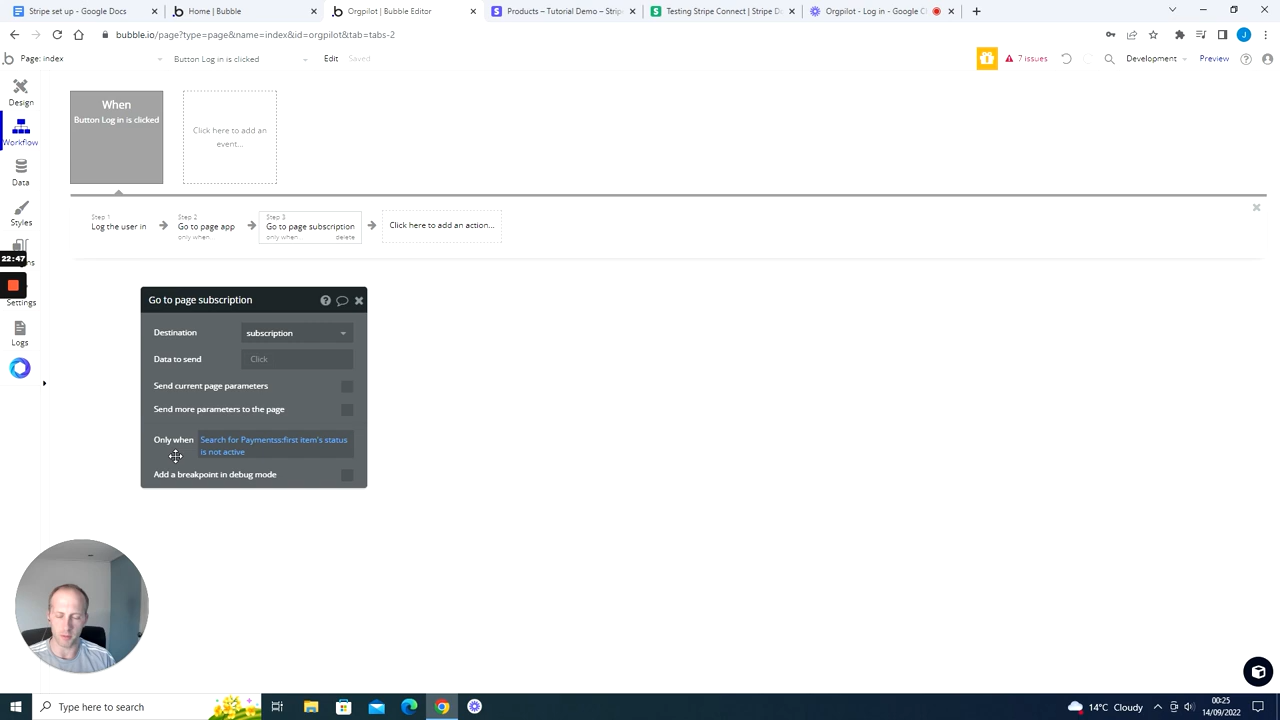 Stripe set up - Google Docs
Home | Bubble
Orgpilot | Bubble Editor
Products – Tutorial Demo – Stri
Testing Stripe Connect | Stripe D
Orgpilot - Log in - Google C
bubble.io/page?type=page&name=index&id=orgpilot&tab=tabs-2
Page: index
Button Log in is clicked
Edit
Saved
7 issues
Development
Preview
Design
Workflow
Data
Styles
ns
Settings
Logs
22:47
When
Button Log in is clicked
Click here to add an
event...
Step 1
Log the user in
Step 2
Go to page app
only when...
Step 3
Go to page subscription
only when...
delete
Click here to add an action...
Go to page subscription
Destination
subscription
Data to send
Click
Send current page parameters
Send more parameters to the page
Only when
Search for Paymentss:first item's status
is not active
Add a breakpoint in debug mode
Type here to search
14°C Cloudy
00:25
14/09/2022